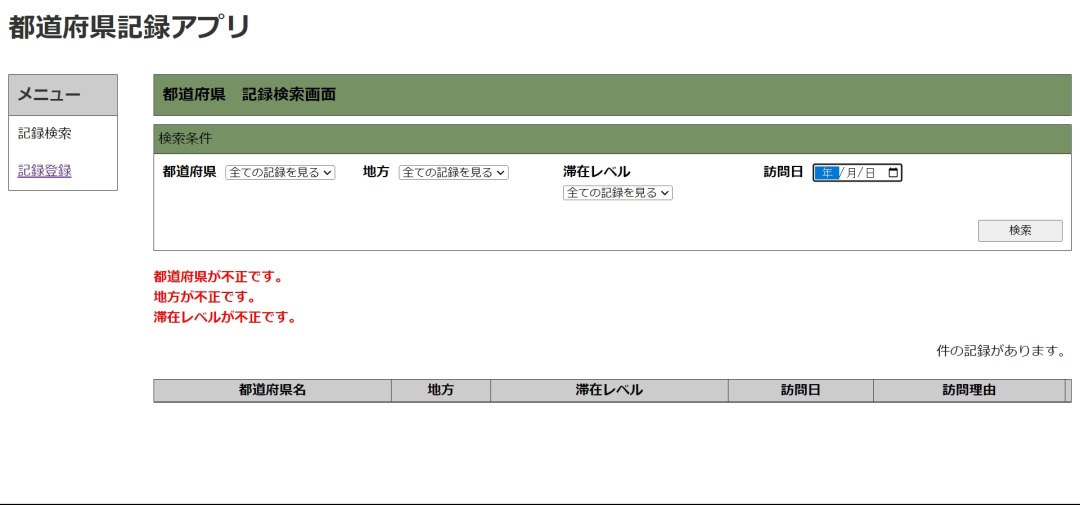 都道府県記録アプリ
メニュー
記録検索
記録登録
都道府県　記録検索画面
検索条件
都道府県 全ての記録を見る 地方 全ての記録を見る 滞在レベル 訪問日 年/月/日
全ての記録を見る
検索
都道府県が不正です。
地方が不正です。
滞在レベルが不正です。
件の記録があります。
都道府県名 地方 滞在レベル 訪問日 訪問理由